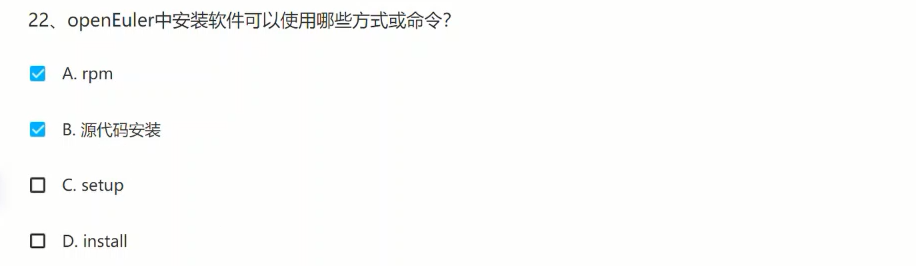 22、openEuler中安装软件可以使用哪些方式或命令?
A. rpm
B. 源代码安装
C. setup
D. install